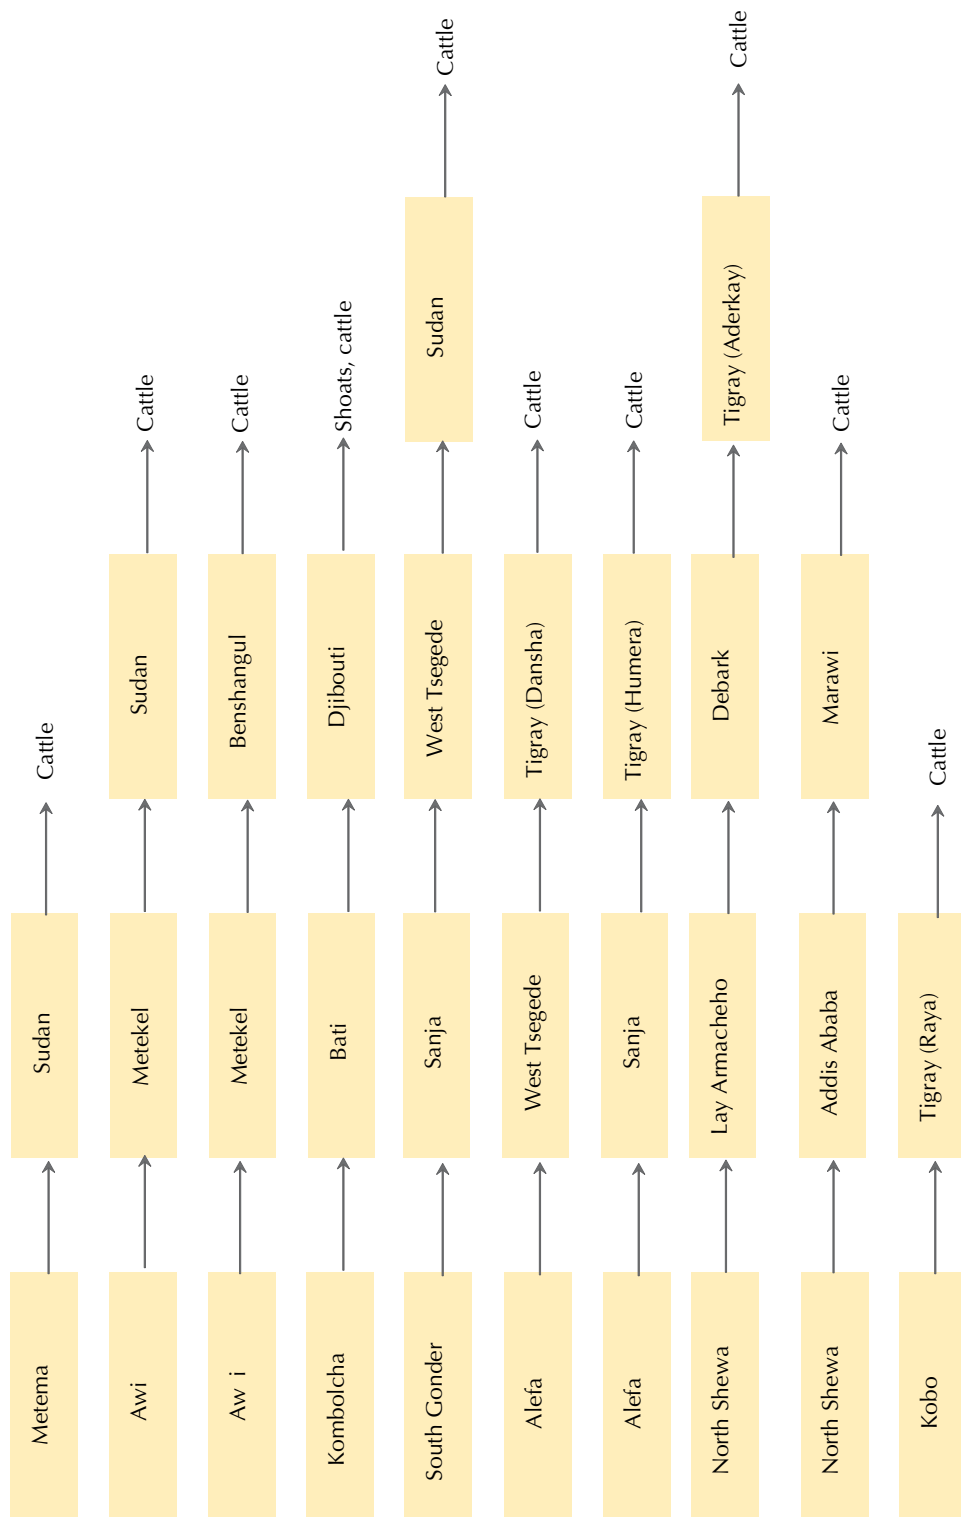 Metema
Sudan
Cattle
Awi
Metekel
Sudan
Cattle
Aw i
Metekel
Benshangul
Cattle
Kombolcha
Bati
Djibouti
Shoats, cattle
South Gonder
Sanja
West Tsegede
Sudan
Cattle
Alefa
West Tsegede
Tigray (Dansha)
Cattle
Alefa
Sanja
Tigray (Humera)
Cattle
North Shewa
Lay Armacheho
Debark
Tigray (Aderkay)
Cattle
North Shewa
Addis Ababa
Marawi
Cattle
Kobo
Tigray (Raya)
Cattle